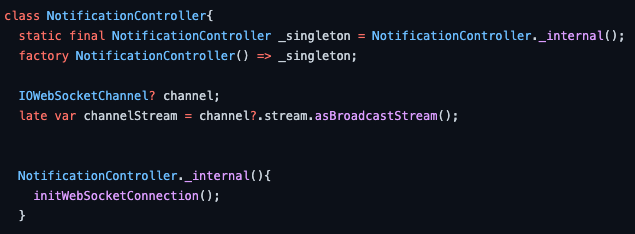 class NotificationController{
  static final NotificationController _singleton = NotificationController._internal();
  factory NotificationController() => _singleton;

  IOWebSocketChannel? channel;
  late var channelStream = channel?.stream.asBroadcastStream();


  NotificationController._internal(){
    initWebSocketConnection();
  }